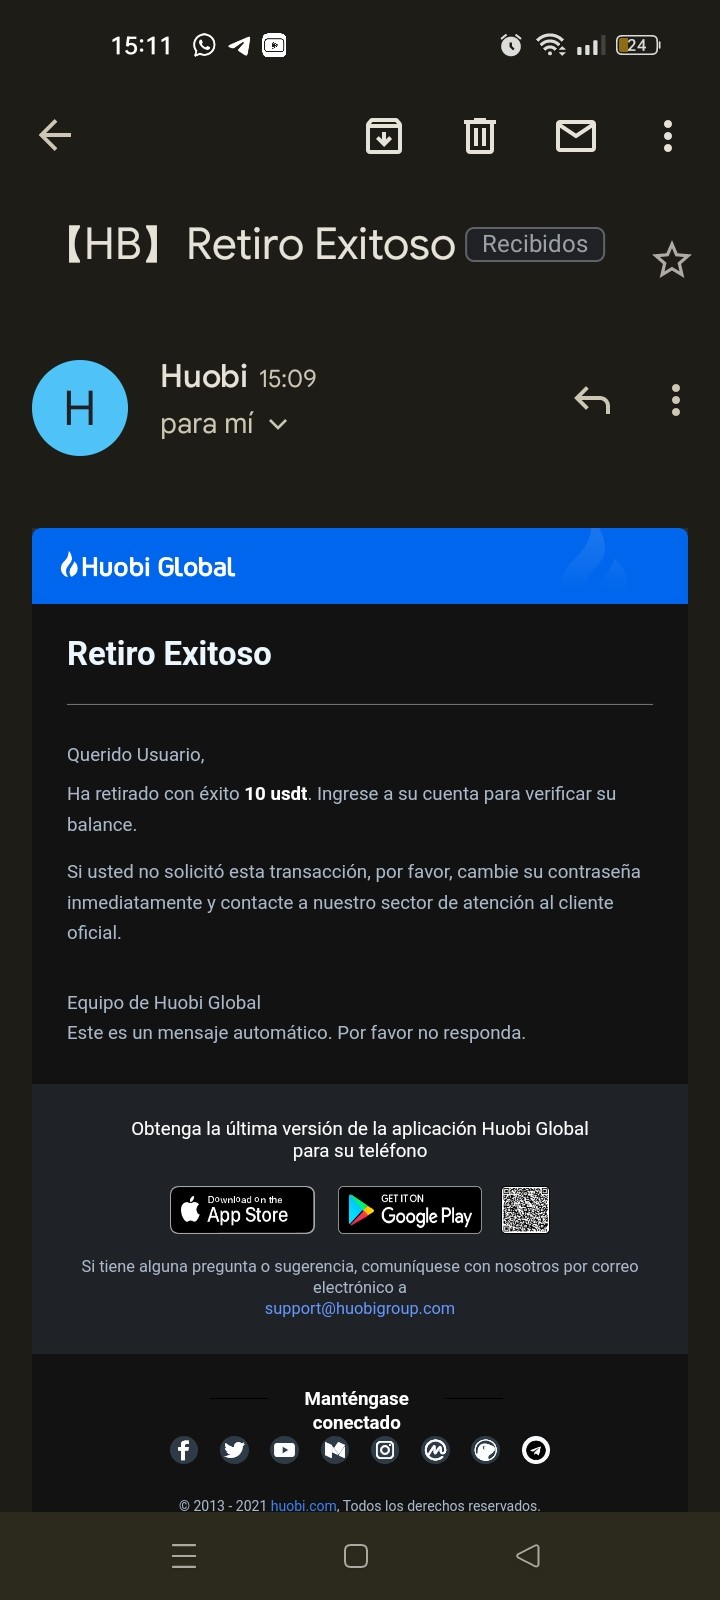 15:11
24
【HB】 Retiro Exitoso Recibidos
H
Huobi 15:09
para mí
Huobi Global
Retiro Exitoso
Querido Usuario,
Ha retirado con éxito 10 usdt. Ingrese a su cuenta para verificar su
balance.
Si usted no solicitó esta transacción, por favor, cambie su contraseña
inmediatamente y contacte a nuestro sector de atención al cliente
oficial.
Equipo de Huobi Global
Este es un mensaje automático. Por favor no responda.
Obtenga la última versión de la aplicación Huobi Global
para su teléfono
Download on the
App Store
GET IT ON
Google Play
Si tiene alguna pregunta o sugerencia, comuníquese con nosotros por correo
electrónico a
support@huobigroup.com
Manténgase
conectado
© 2013 - 2021 huobi.com, Todos los derechos reservados.